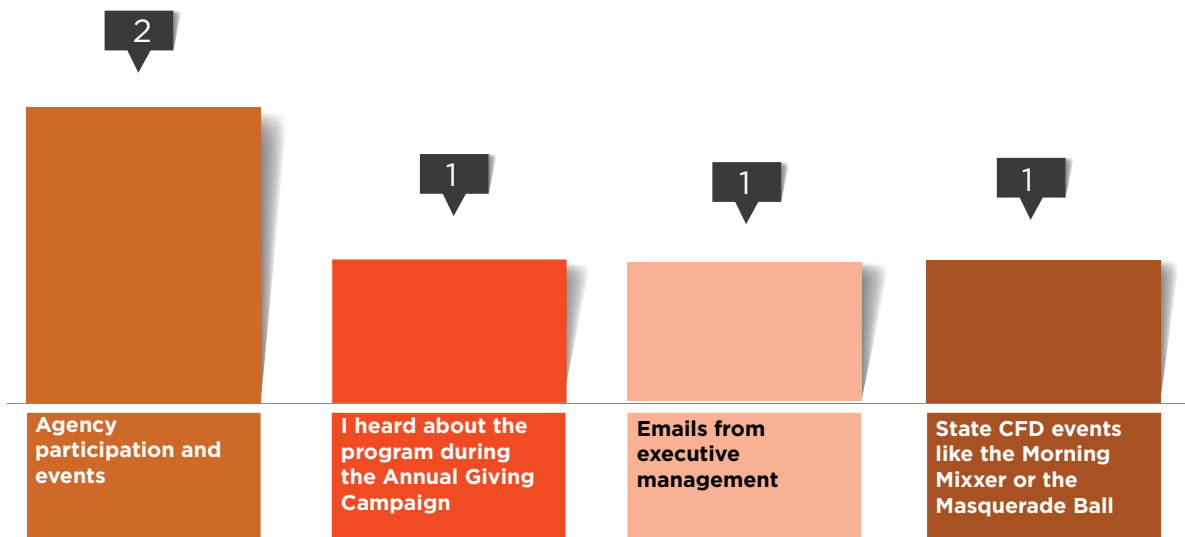 2
1
1
1
Agency
participation and
events
I heard about the
program during
the Annual Giving
Campaign
Emails from
executive
management
State CFD events
like the Morning
Mixxer or the
Masquerade Ball